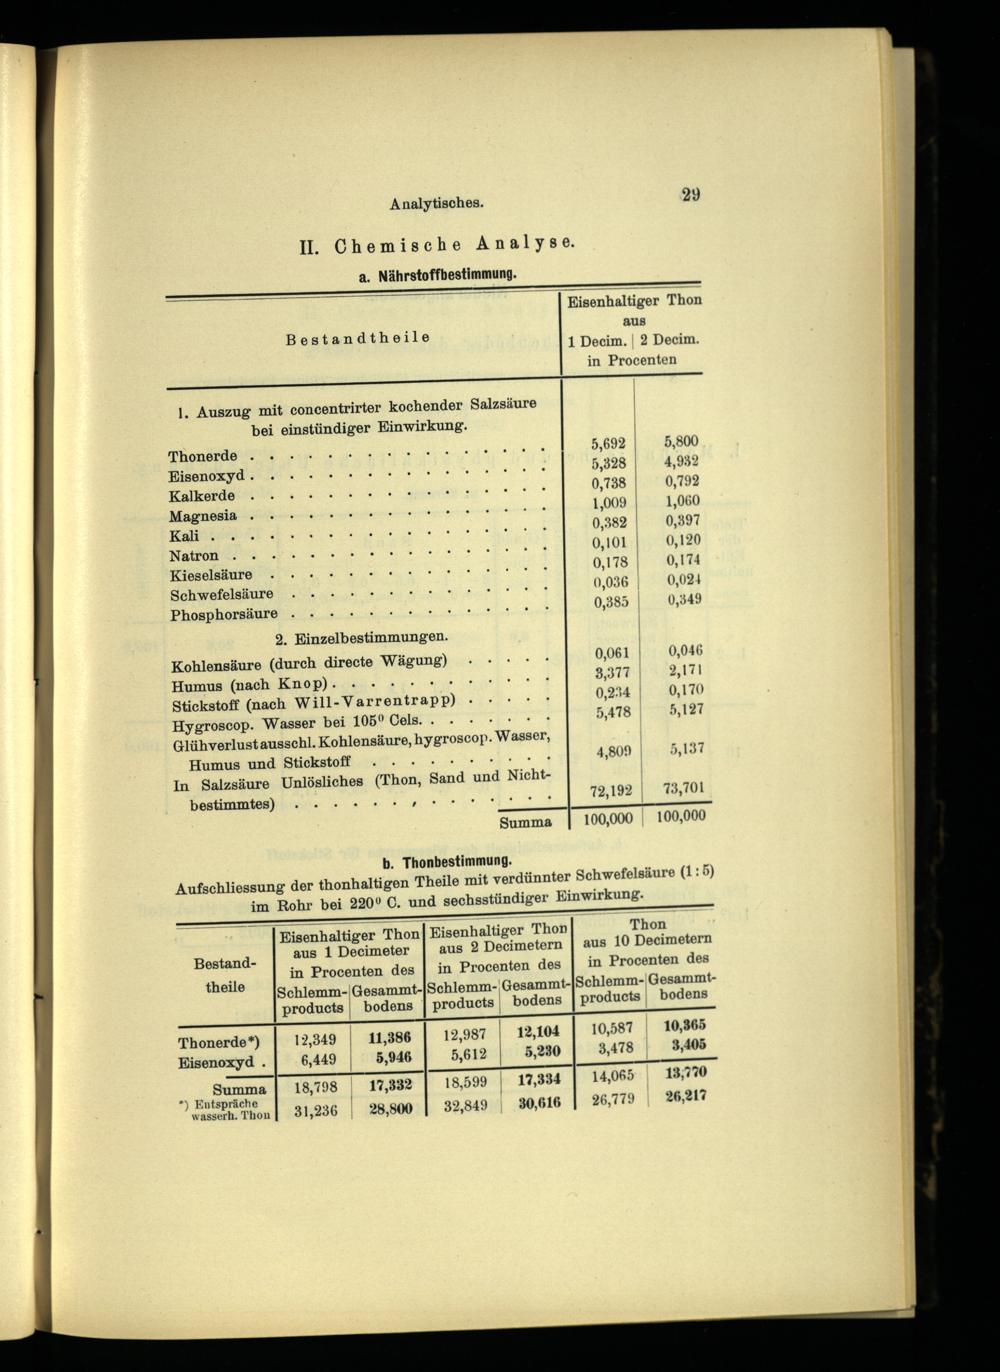 Analytisches.
29
II. Chemische Analyse.
a. Nährstoffbestimmung.
Bestandtheile
Eisenhaltiger Thon
aus
1 Decim. | 2 Decim.
in Procenten
1. Auszug mit concentrirter kochender Salzsäure
bei einstündiger Einwirkung.
Thonerde . . . . . . . . . . . . . . . . 5,692 5,800
Eisenoxyd . . . . . . . . . . . . . . . . 5,328 4,932
Kalkerde . . . . . . . . . . . . . . . . 0,738 0,792
Magnesia . . . . . . . . . . . . . . . . 1,009 1,060
Kali . . . . . . . . . . . . . . . . . . 0,382 0,397
Natron . . . . . . . . . . . . . . . . . 0,101 0,120
Kieselsäure . . . . . . . . . . . . . . . 0,178 0,174
Schwefelsäure . . . . . . . . . . . . . . 0,036 0,024
Phosphorsäure . . . . . . . . . . . . . . 0,385 0,349
2. Einzelbestimmungen.
Kohlensäure (durch directe Wägung) . . . . . 0,061 0,046
Humus (nach Knop) . . . . . . . . . . . . 3,377 2,171
Stickstoff (nach Will-Varrentrapp) . . . . . 0,234 0,170
Hygroscop. Wasser bei 105⁰ Cels. . . . . . . . 5,478 5,127
Glühverlust ausschl. Kohlensäure, hygroscop. Wasser,
Humus und Stickstoff . . . . . . . . . . 4,809 5,137
In Salzsäure Unlösliches (Thon, Sand und Nicht-
bestimmtes) . . . . . . . . . . . . . . 72,192 73,701
Summa 100,000 | 100,000
b. Thonbestimmung.
Aufschliessung der thonhaltigen Theile mit verdünnter Schwefelsäure (1:5)
im Rohr bei 220⁰ C. und sechsstündiger Einwirkung.
Bestand-
theile
Eisenhaltiger Thon
aus 1 Decimeter
in Procenten des
Schlemm-
products
Gesammt-
bodens
Eisenhaltiger Thon
aus 2 Decimetern
in Procenten des
Schlemm-
products
Gesammt-
bodens
Thon
aus 10 Decimetern
in Procenten des
Schlemm-
products
Gesammt-
bodens
Thonerde*) 12,349 11,386 12,987 12,104 10,587 10,365
Eisenoxyd . 6,449 5,946 5,612 5,230 3,478 3,405
Summa 18,798 17,332 18,599 17,334 14,065 13,770
*) Entspräche
wasserh. Thon 31,236 28,800 32,849 30,616 26,779 26,217